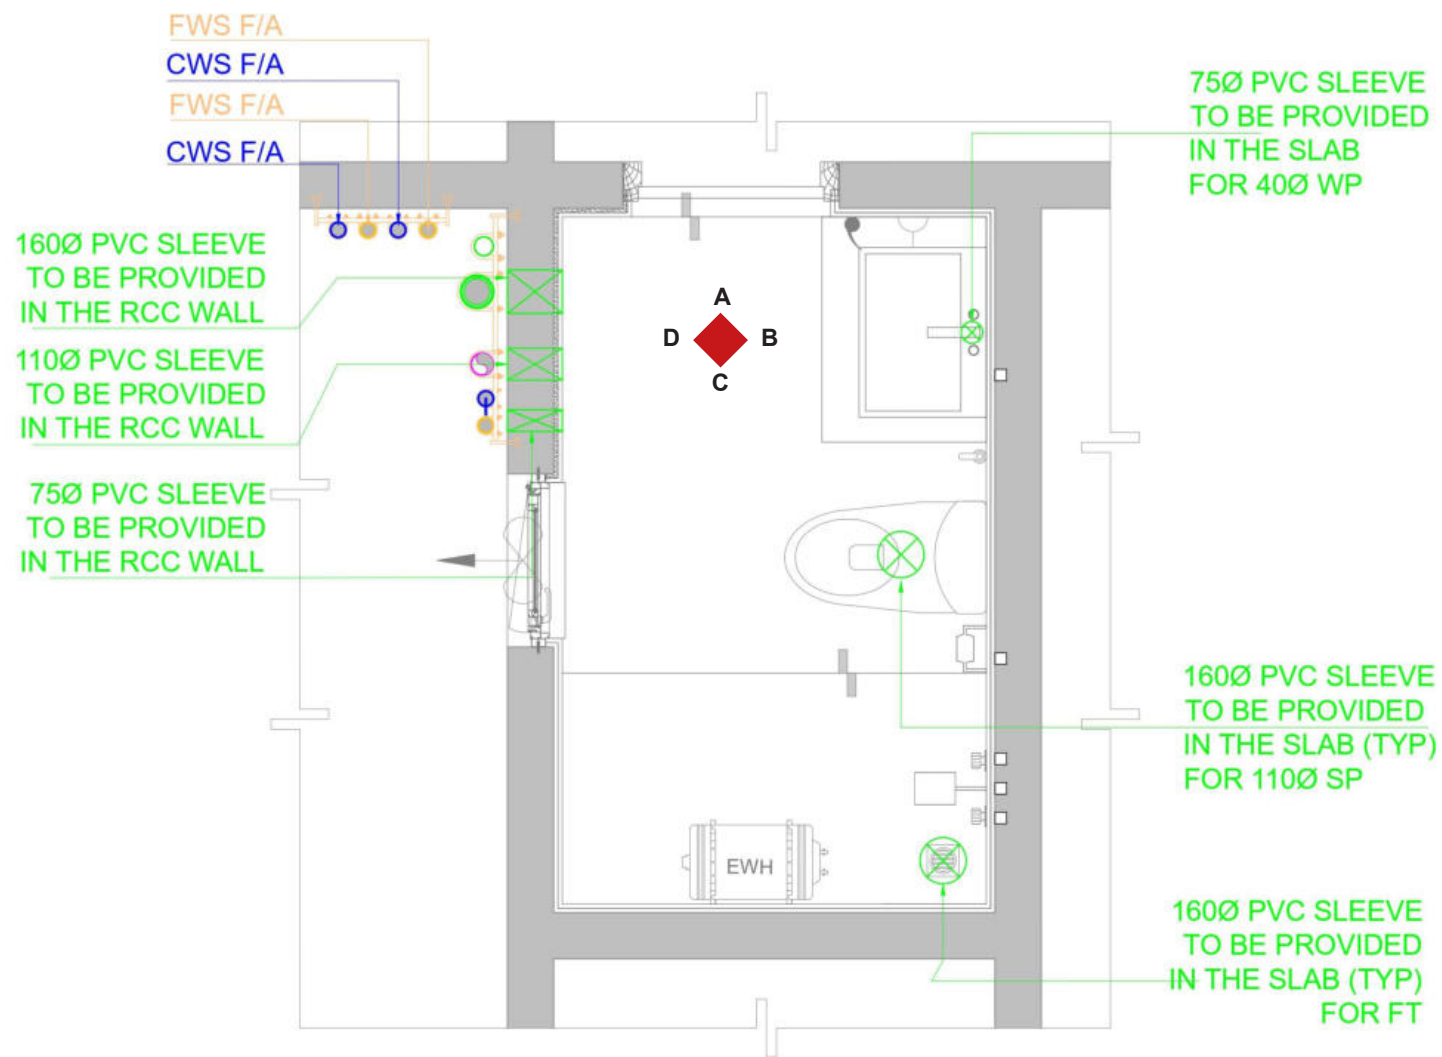 FWS F/A
CWS F/A
FWS F/A
CWS F/A
160Ø PVC SLEEVE
TO BE PROVIDED
IN THE RCC WALL
110Ø PVC SLEEVE
TO BE PROVIDED
IN THE RCC WALL
75Ø PVC SLEEVE
TO BE PROVIDED
IN THE RCC WALL
A
D
B
C
EWH
75Ø PVC SLEEVE
TO BE PROVIDED
IN THE SLAB
FOR 40Ø WP
160Ø PVC SLEEVE
TO BE PROVIDED
IN THE SLAB (TYP)
FOR 110Ø SP
160Ø PVC SLEEVE
TO BE PROVIDED
IN THE SLAB (TYP)
FOR FT